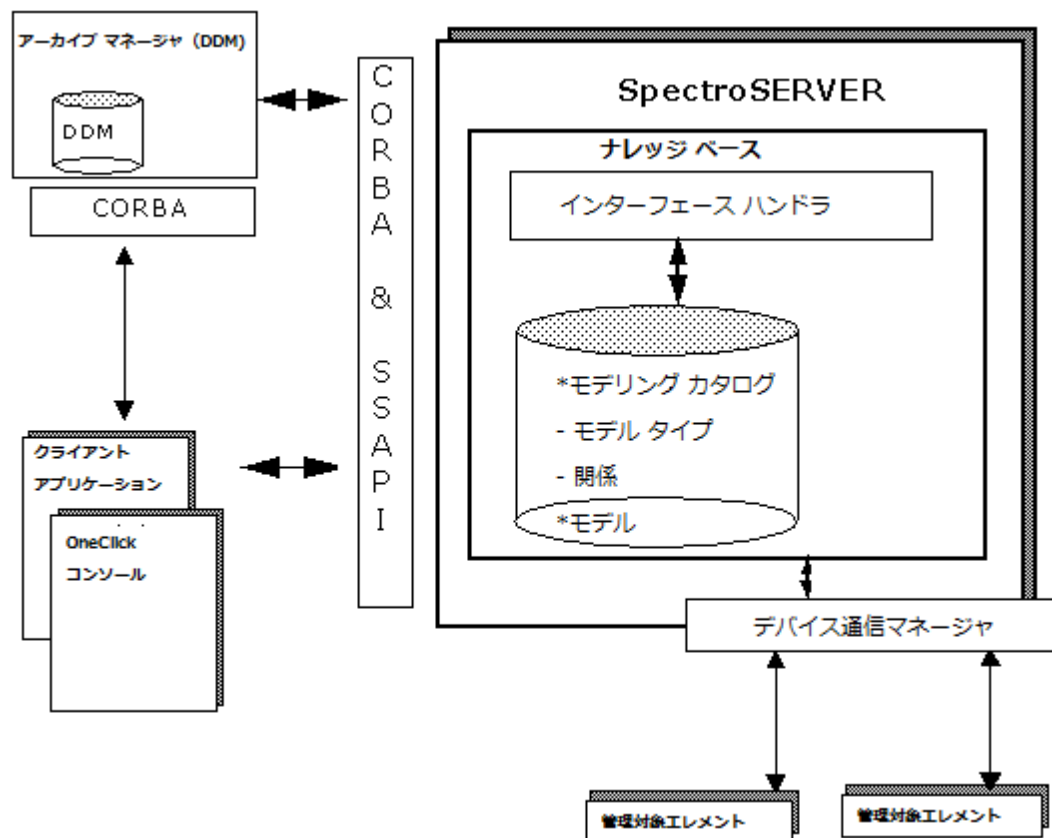 アーカイブ マネージャ (DDM)
DDM
CORBA
CORBA & SSAPI
SpectroSERVER
ナレッジ ベース
インターフェース ハンドラ
*モデリング カタログ
- モデル タイプ
- 関係
*モデル
クライアント
アプリケーション
OneClick
コンソール
デバイス通信マネージャ
管理対象エレメント
管理対象エレメント